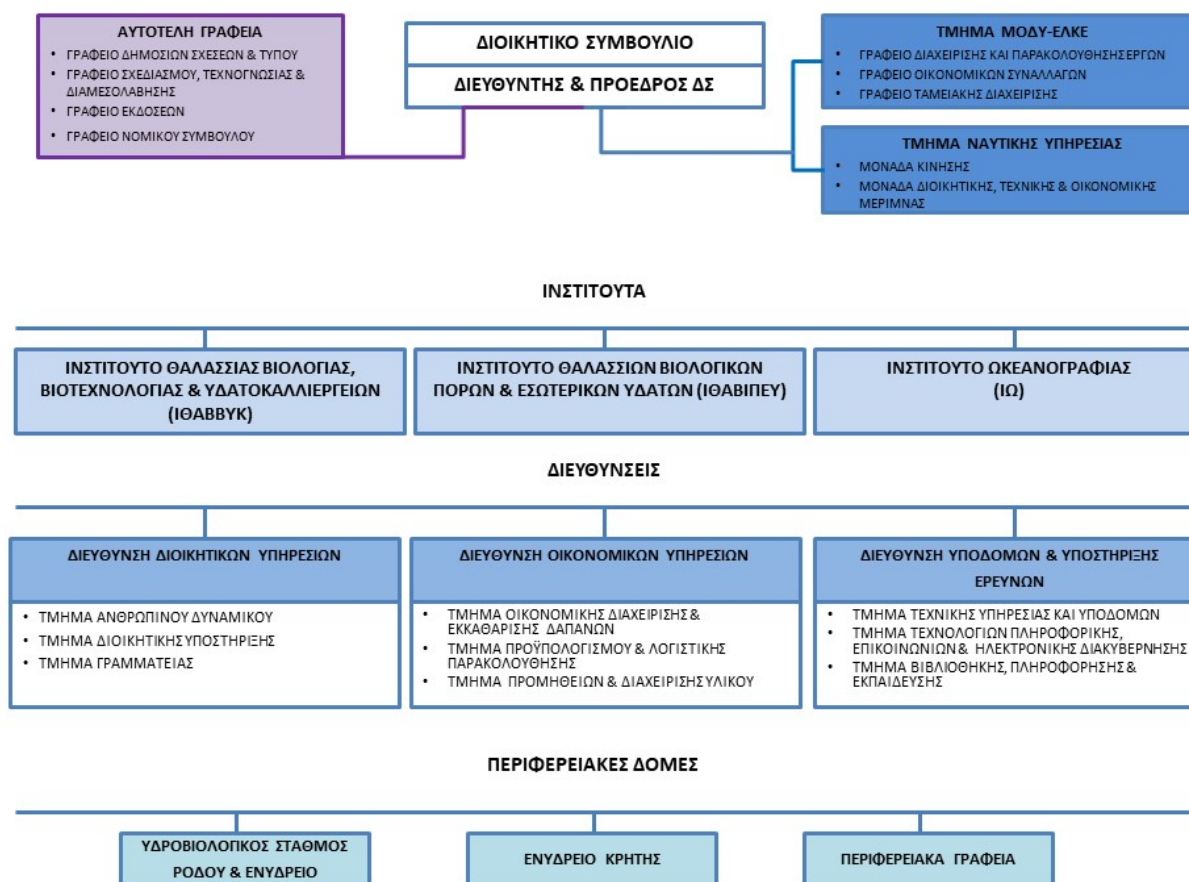 ΑΥΤΟΤΕΛΗ ΓΡΑΦΕΙΑ
• ΓΡΑΦΕΙΟ ΔΗΜΟΣΙΩΝ ΣΧΕΣΕΩΝ & ΤΥΠΟΥ
• ΓΡΑΦΕΙΟ ΣΧΕΔΙΑΣΜΟΥ, ΤΕΧΝΟΓΝΩΣΙΑΣ &
ΔΙΑΜΕΣΟΛΑΒΗΣΗΣ
• ΓΡΑΦΕΙΟ ΕΚΔΟΣΕΩΝ
• ΓΡΑΦΕΙΟ ΝΟΜΙΚΟΥ ΣΥΜΒΟΥΛΟΥ
ΔΙΟΙΚΗΤΙΚΟ ΣΥΜΒΟΥΛΙΟ
ΔΙΕΥΘΥΝΤΗΣ & ΠΡΟΕΔΡΟΣ ΔΣ
ΤΜΗΜΑ ΜΟΔΥ-ΕΛΚΕ
• ΓΡΑΦΕΙΟ ΔΙΑΧΕΙΡΙΣΗΣ ΚΑΙ ΠΑΡΑΚΟΛΟΥΘΗΣΗΣ ΕΡΓΩΝ
• ΓΡΑΦΕΙΟ ΟΙΚΟΝΟΜΙΚΩΝ ΣΥΝΑΛΛΑΓΩΝ
• ΓΡΑΦΕΙΟ ΤΑΜΕΙΑΚΗΣ ΔΙΑΧΕΙΡΙΣΗΣ
ΤΜΗΜΑ ΝΑΥΤΙΚΗΣ ΥΠΗΡΕΣΙΑΣ
• ΜΟΝΑΔΑ ΚΙΝΗΣΗΣ
• ΜΟΝΑΔΑ ΔΙΟΙΚΗΤΙΚΗΣ, ΤΕΧΝΙΚΗΣ & ΟΙΚΟΝΟΜΙΚΗΣ
ΜΕΡΙΜΝΑΣ
ΙΝΣΤΙΤΟΥΤΑ
ΙΝΣΤΙΤΟΥΤΟ ΘΑΛΑΣΣΙΑΣ ΒΙΟΛΟΓΙΑΣ,
ΒΙΟΤΕΧΝΟΛΟΓΙΑΣ & ΥΔΑΤΟΚΑΛΛΙΕΡΓΕΙΩΝ
(ΙΘΑΒΒΥΚ)
ΙΝΣΤΙΤΟΥΤΟ ΘΑΛΑΣΣΙΩΝ ΒΙΟΛΟΓΙΚΩΝ
ΠΟΡΩΝ & ΕΣΩΤΕΡΙΚΩΝ ΥΔΑΤΩΝ (ΙΘΑΒΙΠΕΥ)
ΙΝΣΤΙΤΟΥΤΟ ΩΚΕΑΝΟΓΡΑΦΙΑΣ
(ΙΩ)
ΔΙΕΥΘΥΝΣΕΙΣ
ΔΙΕΥΘΥΝΣΗ ΔΙΟΙΚΗΤΙΚΩΝ ΥΠΗΡΕΣΙΩΝ
• ΤΜΗΜΑ ΑΝΘΡΩΠΙΝΟΥ ΔΥΝΑΜΙΚΟΥ
• ΤΜΗΜΑ ΔΙΟΙΚΗΤΙΚΗΣ ΥΠΟΣΤΗΡΙΞΗΣ
• ΤΜΗΜΑ ΓΡΑΜΜΑΤΕΙΑΣ
ΔΙΕΥΘΥΝΣΗ ΟΙΚΟΝΟΜΙΚΩΝ ΥΠΗΡΕΣΙΩΝ
• ΤΜΗΜΑ ΟΙΚΟΝΟΜΙΚΗΣ ΔΙΑΧΕΙΡΙΣΗΣ &
ΕΚΚΑΘΑΡΙΣΗΣ ΔΑΠΑΝΩΝ
• ΤΜΗΜΑ ΠΡΟΫΠΟΛΟΓΙΣΜΟΥ & ΛΟΓΙΣΤΙΚΗΣ
ΠΑΡΑΚΟΛΟΥΘΗΣΗΣ
• ΤΜΗΜΑ ΠΡΟΜΗΘΕΙΩΝ & ΔΙΑΧΕΙΡΙΣΗΣ ΥΛΙΚΟΥ
ΔΙΕΥΘΥΝΣΗ ΥΠΟΔΟΜΩΝ & ΥΠΟΣΤΗΡΙΞΗΣ
ΕΡΕΥΝΩΝ
• ΤΜΗΜΑ ΤΕΧΝΙΚΗΣ ΥΠΗΡΕΣΙΑΣ ΚΑΙ ΥΠΟΔΟΜΩΝ
• ΤΜΗΜΑ ΤΕΧΝΟΛΟΓΙΩΝ ΠΛΗΡΟΦΟΡΙΚΗΣ,
ΕΠΙΚΟΙΝΩΝΙΩΝ & ΗΛΕΚΤΡΟΝΙΚΗΣ ΔΙΑΚΥΒΕΡΝΗΣΗΣ
• ΤΜΗΜΑ ΒΙΒΛΙΟΘΗΚΗΣ, ΠΛΗΡΟΦΟΡΗΣΗΣ &
ΕΚΠΑΙΔΕΥΣΗΣ
ΠΕΡΙΦΕΡΕΙΑΚΕΣ ΔΟΜΕΣ
ΥΔΡΟΒΙΟΛΟΓΙΚΟΣ ΣΤΑΘΜΟΣ
ΡΟΔΟΥ & ΕΝΥΔΡΕΙΟ
ΕΝΥΔΡΕΙΟ ΚΡΗΤΗΣ
ΠΕΡΙΦΕΡΕΙΑΚΑ ΓΡΑΦΕΙΑ